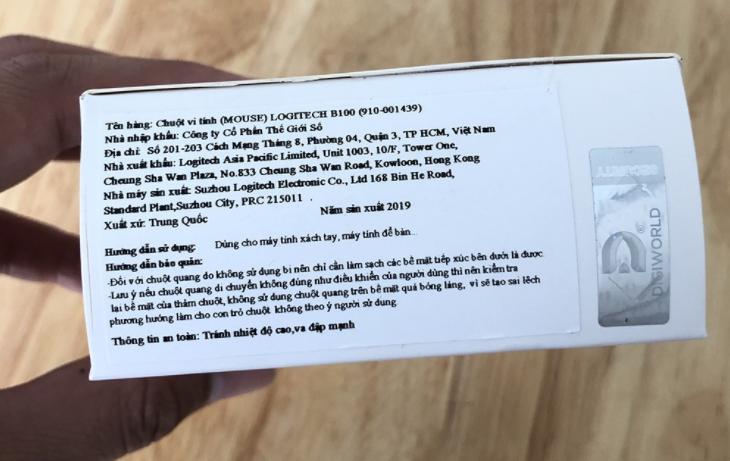 Tên hàng: Chuột vi tính (MOUSE) LOGITECH B100 (910-001439)
Nhà nhập khẩu: Công ty Cổ Phần Thế Giới Số
Địa chỉ: Số 201-203 Cách Mạng Tháng 8, Phường 04, Quận 3, TP HCM, Việt Nam
Nhà xuất khẩu: Logitech Asia Pacific Limited, Unit 1003, 10/F, Tower One,
Cheung Sha Wan Plaza, No.833 Cheung Sha Wan Road, Kowloon, Hong Kong
Nhà máy sản xuất: Suzhou Logitech Electronic Co., Ltd 168 Bin He Road,
Standard Plant,Suzhou City, PRC 215011 .
Xuất xứ: Trung Quốc Năm sản xuất 2019
Hướng dẫn sử dụng: Dùng cho máy tính xách tay, máy tính để bàn...
Hướng dẫn bảo quản:
-Đối với chuột quang do không sử dụng bi nên chỉ cần làm sạch các bề mặt tiếp xúc bên dưới là được
-Lưu ý nếu chuột quang di chuyển không đúng như điều khiển của người dùng thì nên kiểm tra
lại bề mặt của thảm chuột, không sử dụng chuột quang trên bề mặt quá bóng láng, vì sẽ tạo sai lệch
phương hướng làm cho con trỏ chuột không theo ý người sử dụng
Thông tin an toàn: Tránh nhiệt độ cao,va đập mạnh
DIGIWORLD